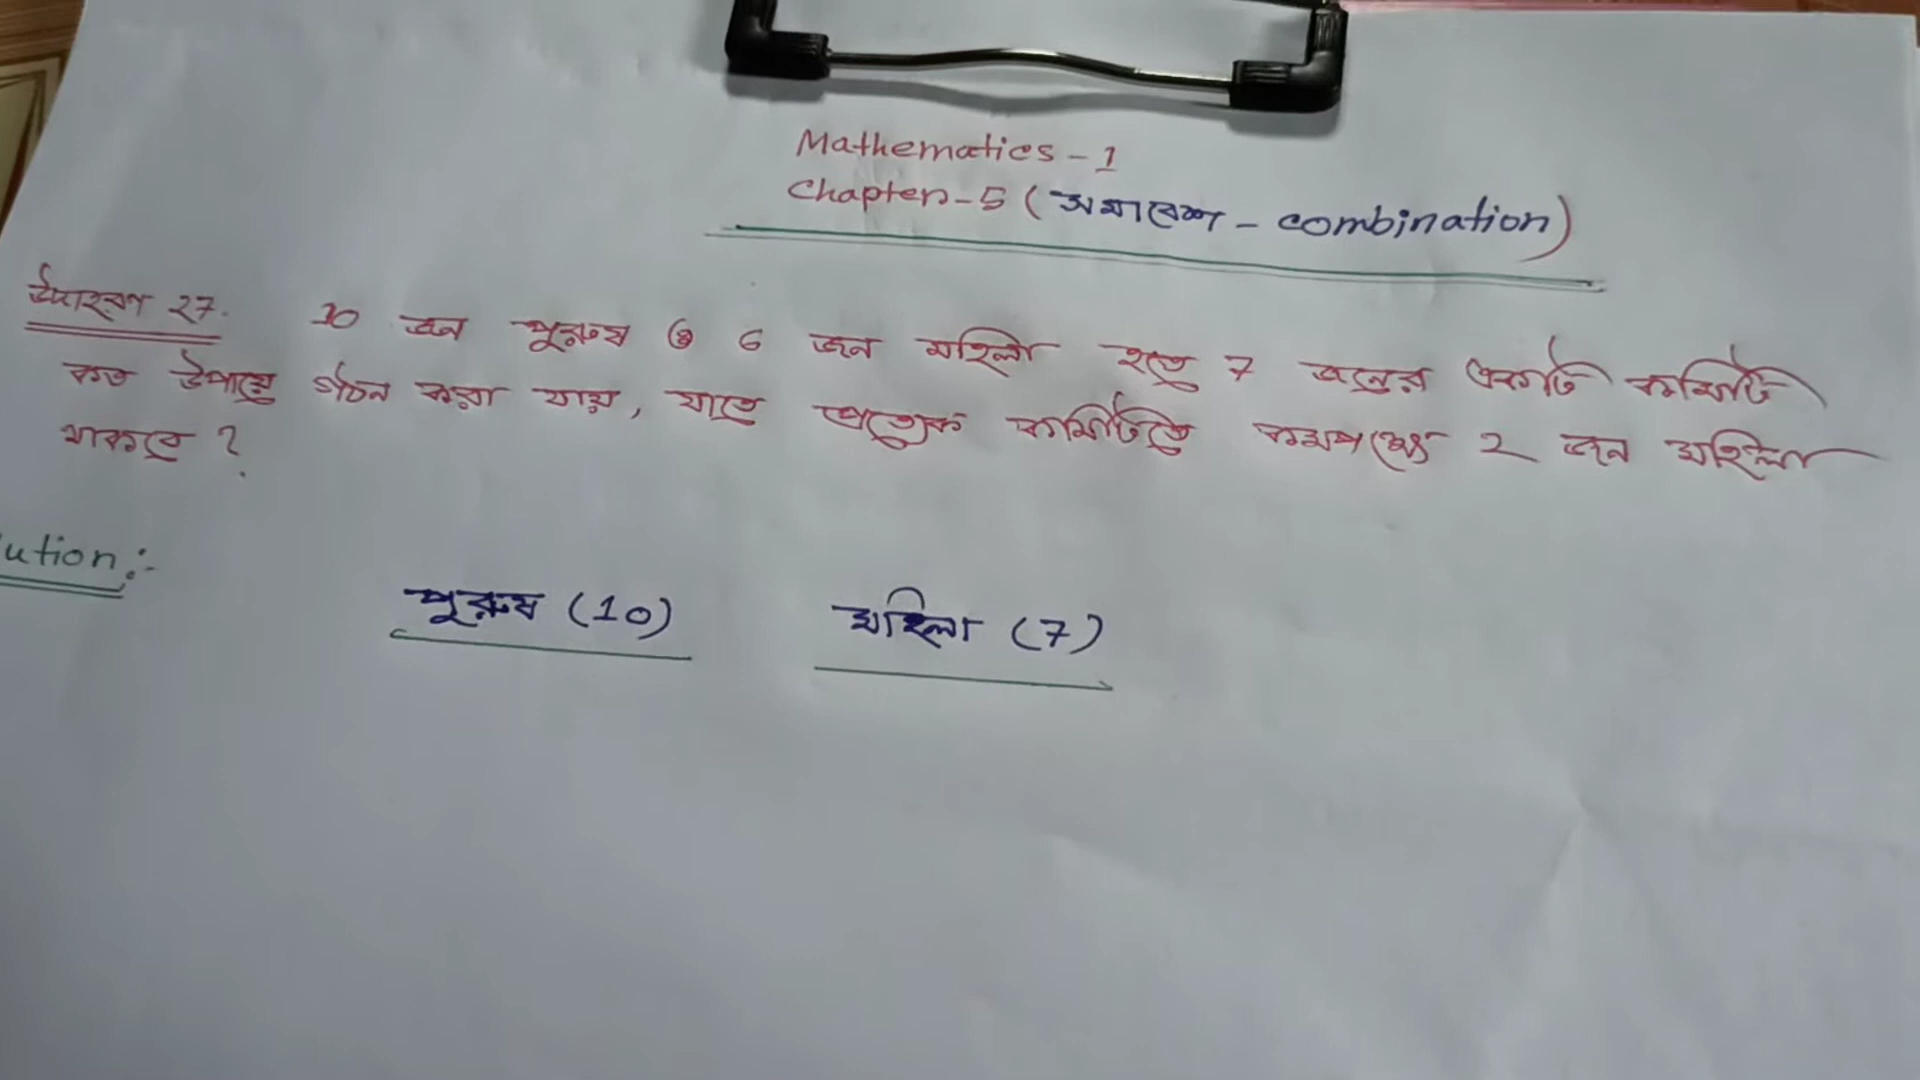 Mathematics - 1
Chapter - 5 (সমাবেশ - combination)
উদাহরণ ২7. 10 জন পুরুষ ও 6 জন মহিলা হতে 7 জনের একটি কমিটি
কত উপায়ে গঠন করা যায়, যাতে প্রত্যেক কমিটিতে কমপক্ষে 2 জন মহিলা
থাকবে ?
ution :-
পুরুষ (10) মহিলা (7)